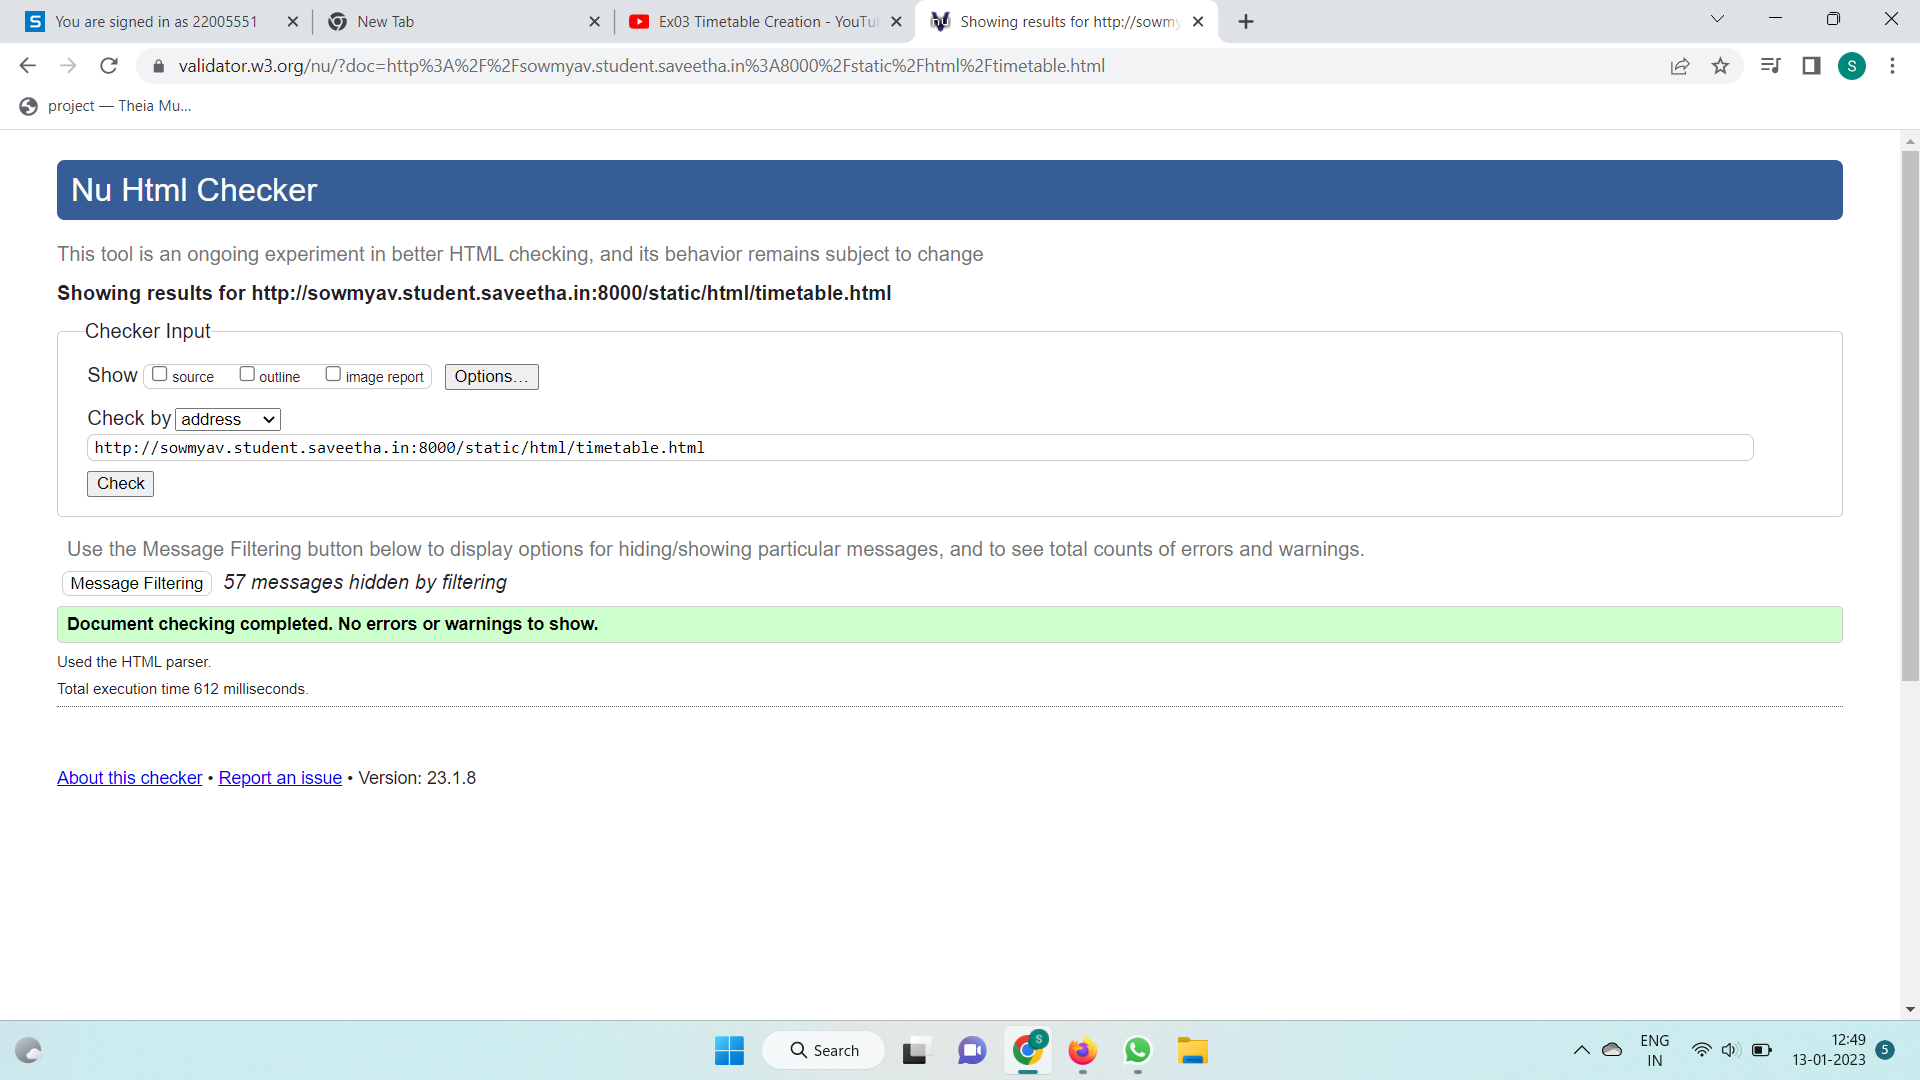 You are signed in as 22005551
New Tab
Ex03 Timetable Creation - YouTu
Showing results for http://sowmy
validator.w3.org/nu/?doc=http%3A%2F%2Fsowmyav.student.saveetha.in%3A8000%2Fstatic%2Fhtml%2Ftimetable.html
S
project — Theia Mu...
Nu Html Checker
This tool is an ongoing experiment in better HTML checking, and its behavior remains subject to change
Showing results for http://sowmyav.student.saveetha.in:8000/static/html/timetable.html
Checker Input
Show source outline image report Options...
Check by address
http://sowmyav.student.saveetha.in:8000/static/html/timetable.html
Check
Use the Message Filtering button below to display options for hiding/showing particular messages, and to see total counts of errors and warnings.
Message Filtering 57 messages hidden by filtering
Document checking completed. No errors or warnings to show.
Used the HTML parser.
Total execution time 612 milliseconds.
About this checker • Report an issue • Version: 23.1.8
Search
S
ENG
IN
12:49
13-01-2023
5